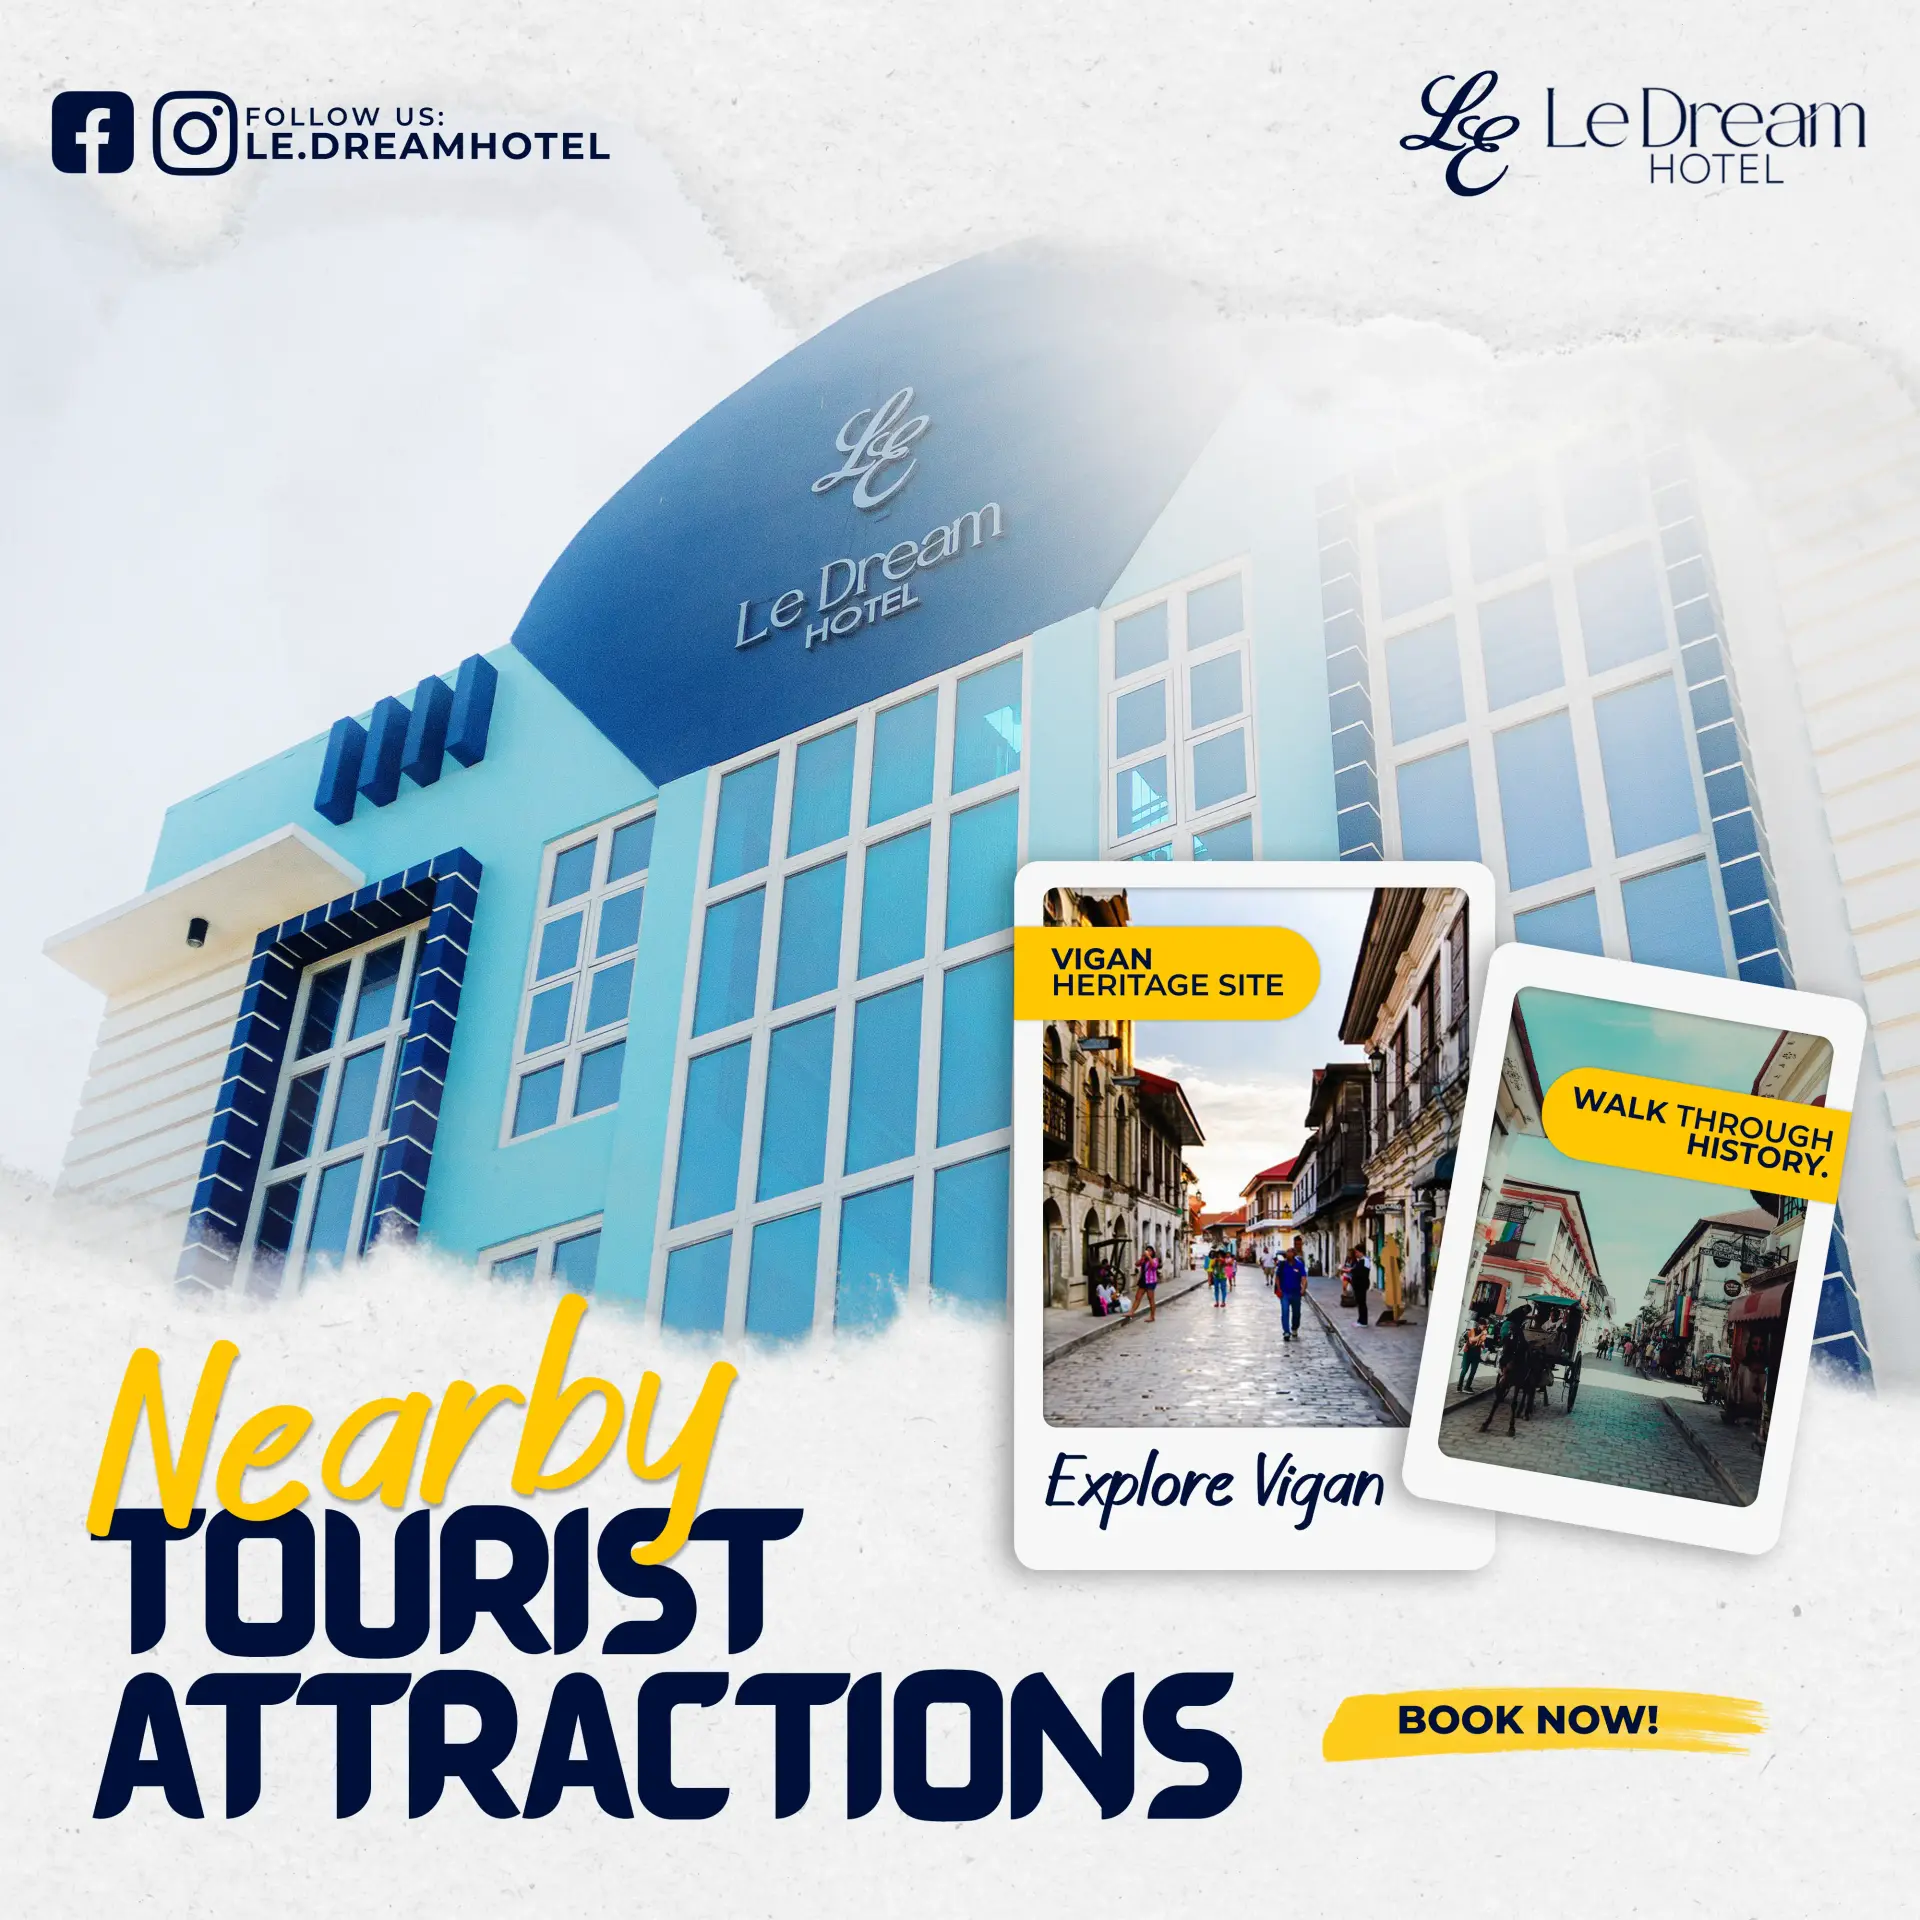 FOLLOW US:
LE.DREAMHOTEL
LE Le Dream
HOTEL
LE
Le Dream
HOTEL
VIGAN
HERITAGE SITE
WALK THROUGH
HISTORY.
Explore Vigan
Nearby
TOURIST
ATTRACTIONS
BOOK NOW!